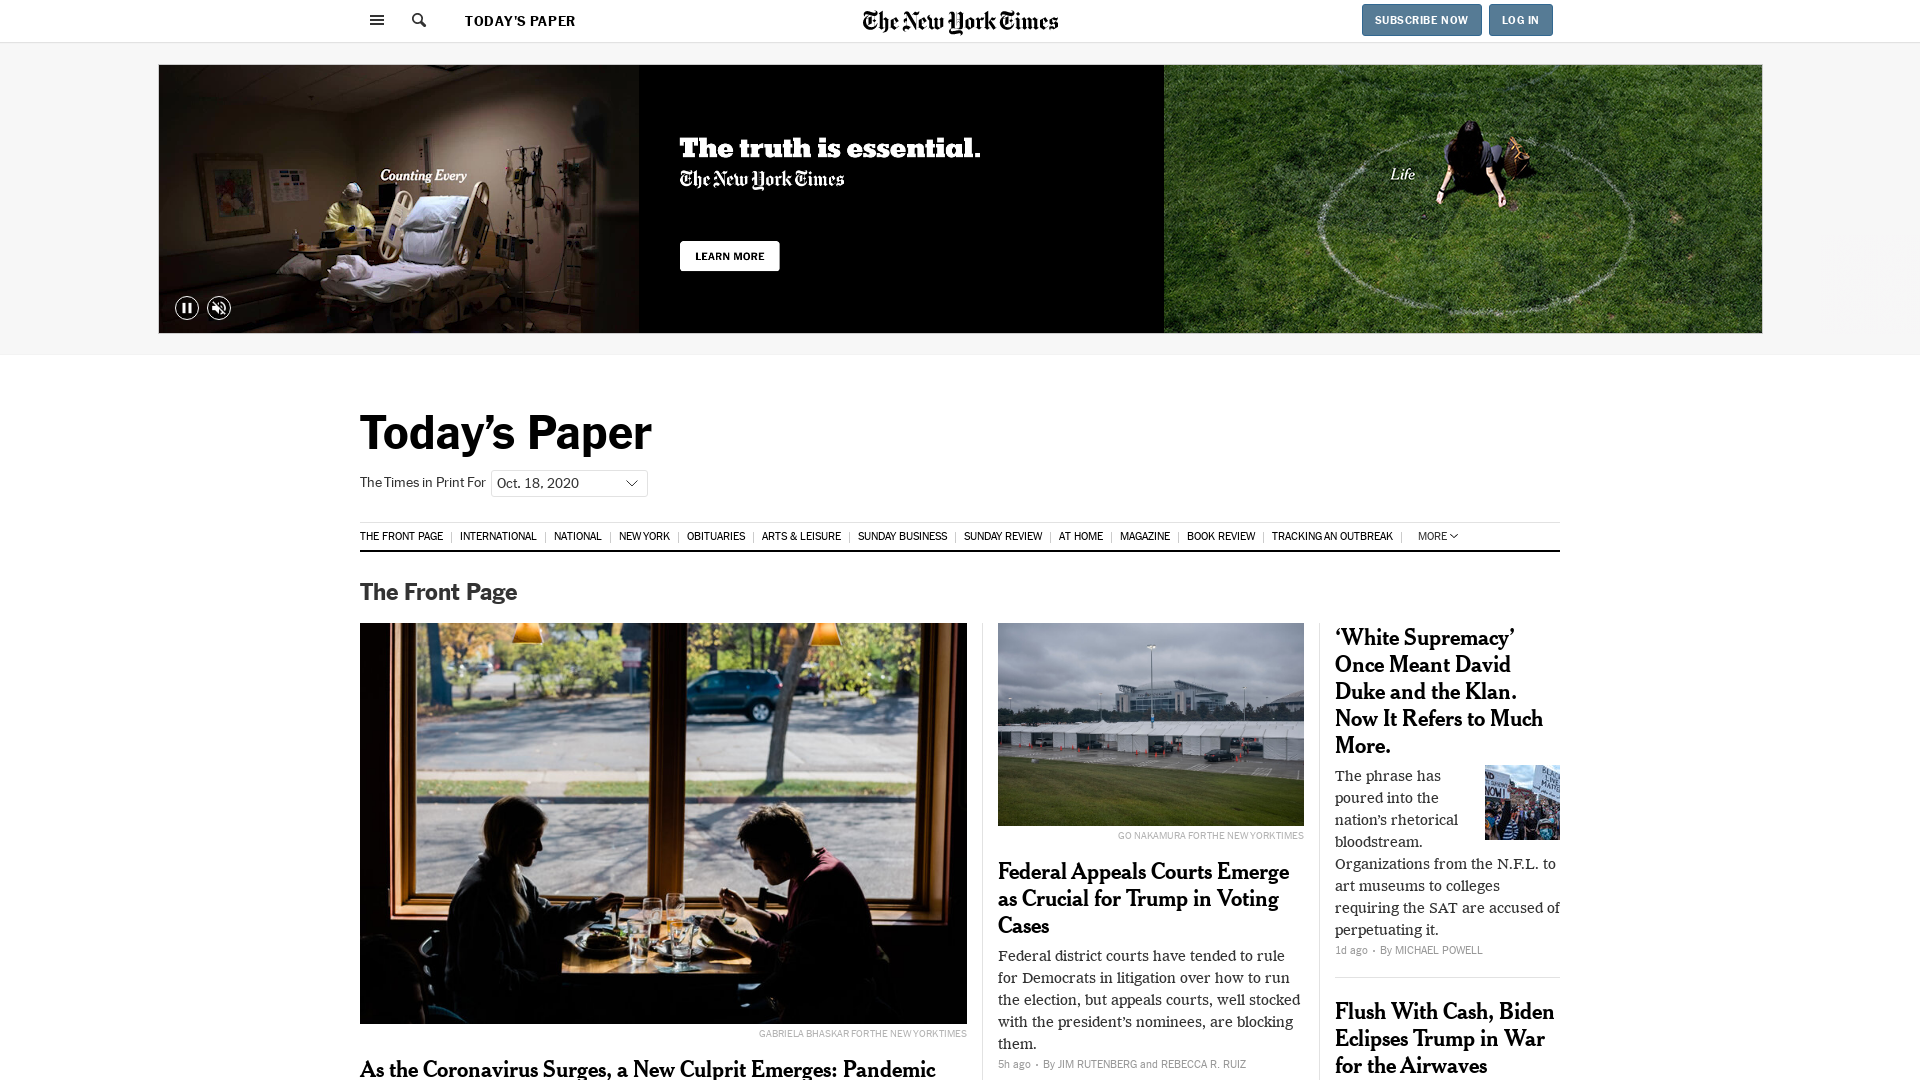 TODAY'S PAPER
The New York Times
SUBSCRIBE NOW
LOG IN
Counting Every
The truth is essential.
The New York Times
LEARN MORE
Life
Today's Paper
The Times in Print For
Oct. 18, 2020
THE FRONT PAGE
INTERNATIONAL
NATIONAL
NEW YORK
OBITUARIES
ARTS & LEISURE
SUNDAY BUSINESS
SUNDAY REVIEW
AT HOME
MAGAZINE
BOOK REVIEW
TRACKING AN OUTBREAK
MORE
The Front Page
GABRIELA BHASKAR FOR THE NEW YORK TIMES
As the Coronavirus Surges, a New Culprit Emerges: Pandemic
GO NAKAMURA FOR THE NEW YORK TIMES
Federal Appeals Courts Emerge
as Crucial for Trump in Voting
Cases
Federal district courts have tended to rule
for Democrats in litigation over how to run
the election, but appeals courts, well stocked
with the president's nominees, are blocking
them.
5h ago · By JIM RUTENBERG and REBECCA R. RUIZ
‘White Supremacy’
Once Meant David
Duke and the Klan.
Now It Refers to Much
More.
The phrase has
poured into the
nation's rhetorical
bloodstream.
Organizations from the N.F.L. to
art museums to colleges
requiring the SAT are accused of
perpetuating it.
1d ago · By MICHAEL POWELL
Flush With Cash, Biden
Eclipses Trump in War
for the Airwaves